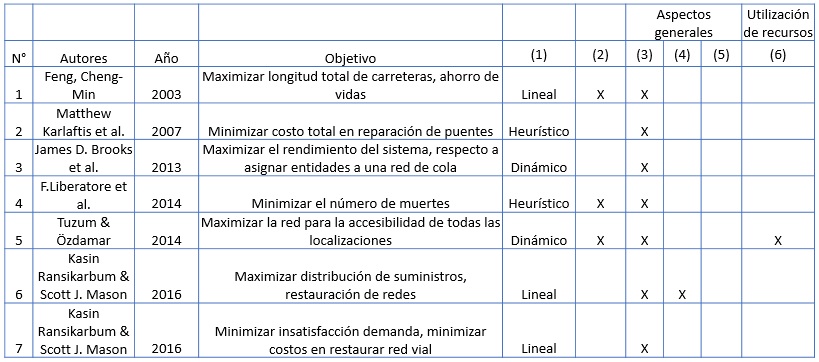 Aspectos generales
Utilización de recursos
N° Autores Año Objetivo (1) (2) (3) (4) (5) (6)
1 Feng, Cheng-Min 2003 Maximizar longitud total de carreteras, ahorro de vidas Lineal X X
2 Matthew Karlaftis et al. 2007 Minimizar costo total en reparación de puentes Heurístico X
3 James D. Brooks et al. 2013 Maximizar el rendimiento del sistema, respecto a asignar entidades a una red de cola Dinámico X
4 F.Liberatore et al. 2014 Minimizar el número de muertes Heurístico X X
5 Tuzum & Özdamar 2014 Maximizar la red para la accesibilidad de todas las localizaciones Dinámico X X X
6 Kasin Ransikarbum & Scott J. Mason 2016 Maximizar distribución de suministros, restauración de redes Lineal X X
7 Kasin Ransikarbum & Scott J. Mason 2016 Minimizar insatisfacción demanda, minimizar costos en restaurar red vial Lineal X